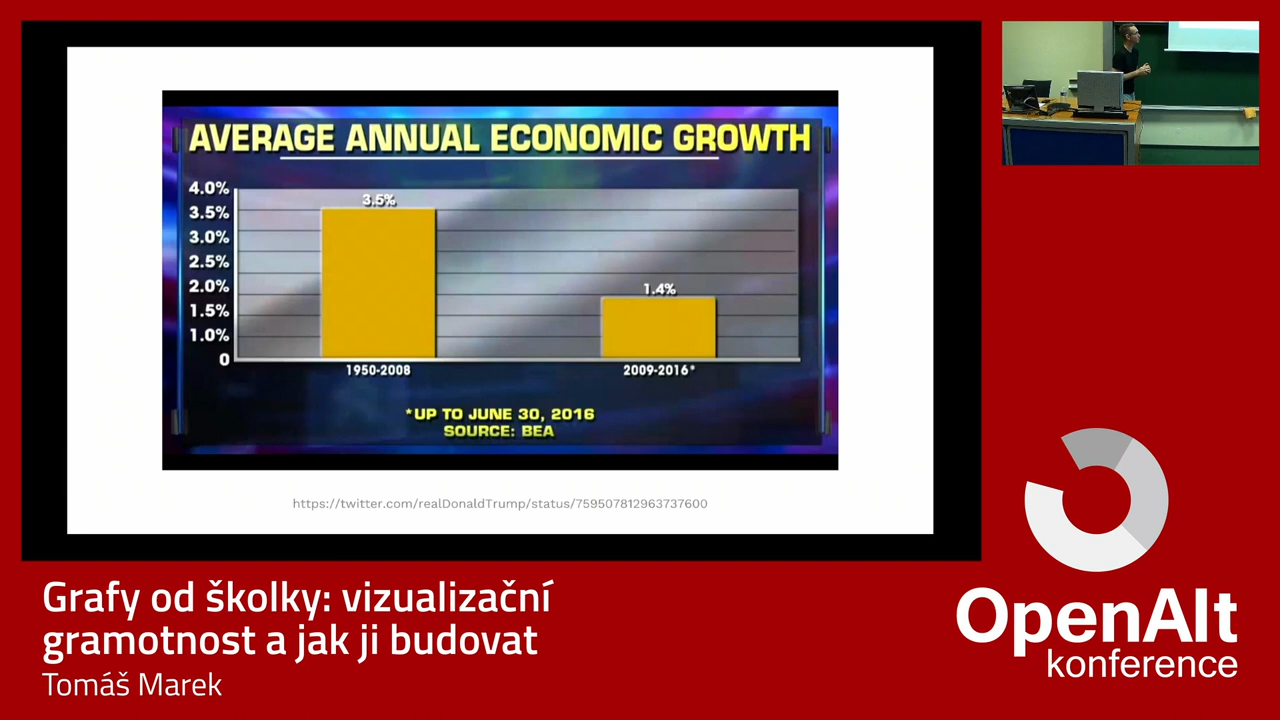 AVERAGE ANNUAL ECONOMIC GROWTH
4.0%
3.5%
3.0%
2.5%
2.0%
1.5%
1.0%
0
3.5%
1.4%
1950-2008
2009-2016*
*UP TO JUNE 30, 2016
SOURCE: BEA
https://twitter.com/realDonaldTrump/status/759507812963737600
Grafy od školky: vizualizační
gramotnost a jak ji budovat
Tomáš Marek
OpenAlt
konference